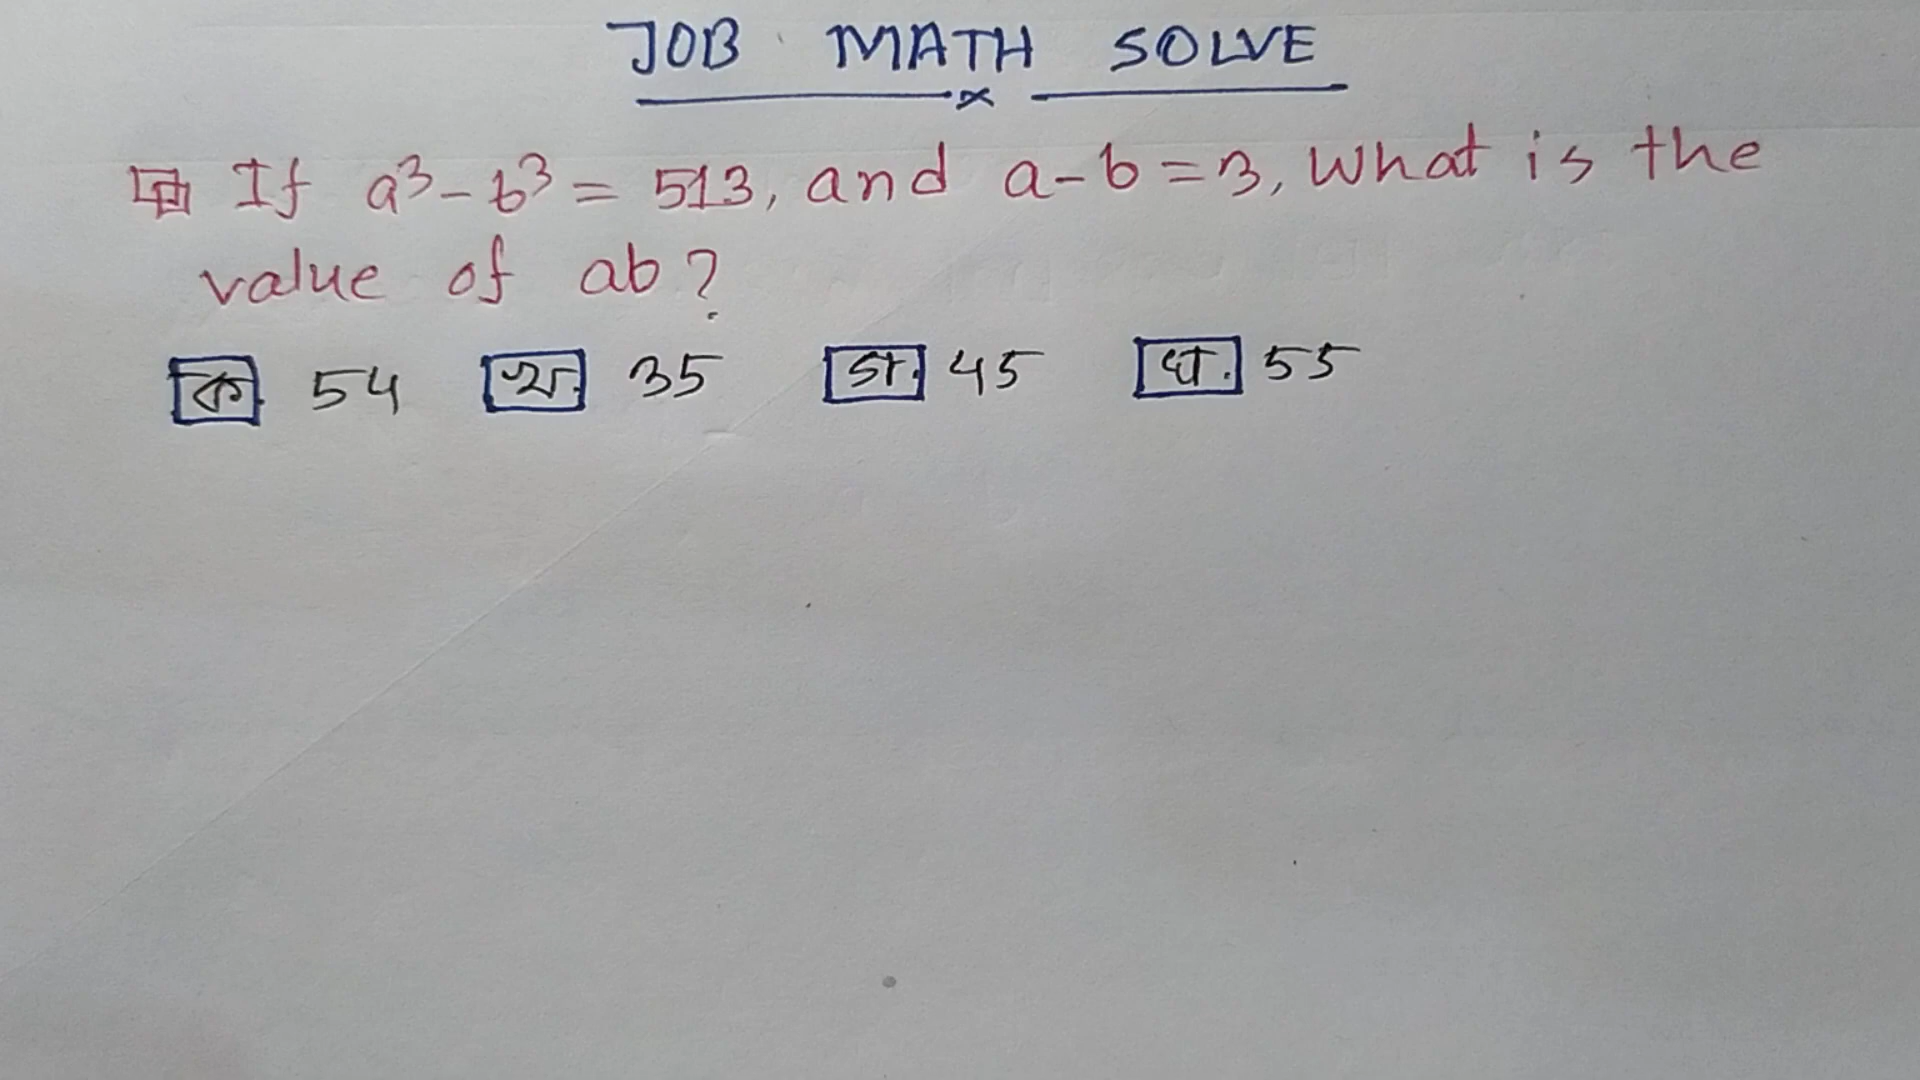 JOB MATH SOLVE
If a³-b³= 513, and a-b=3, What is the
value of ab?
ক 54 খ. 35 গ. 45 ঘ. 55